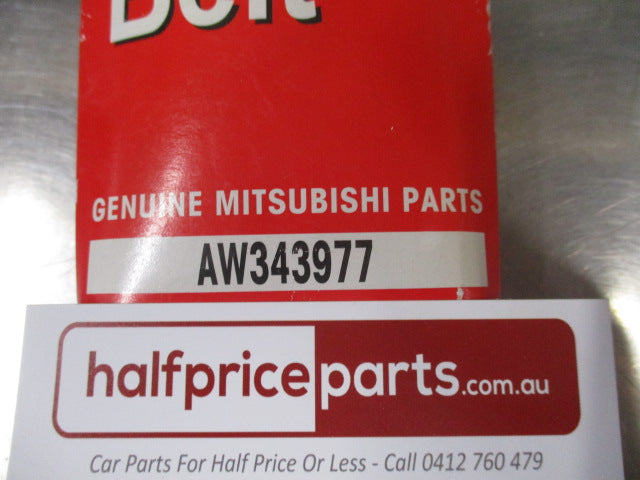 GENUINE MITSUBISHI PARTS
AW343977
halfpriceparts.com.au
Car Parts For Half Price Or Less - Call 0412 760 479